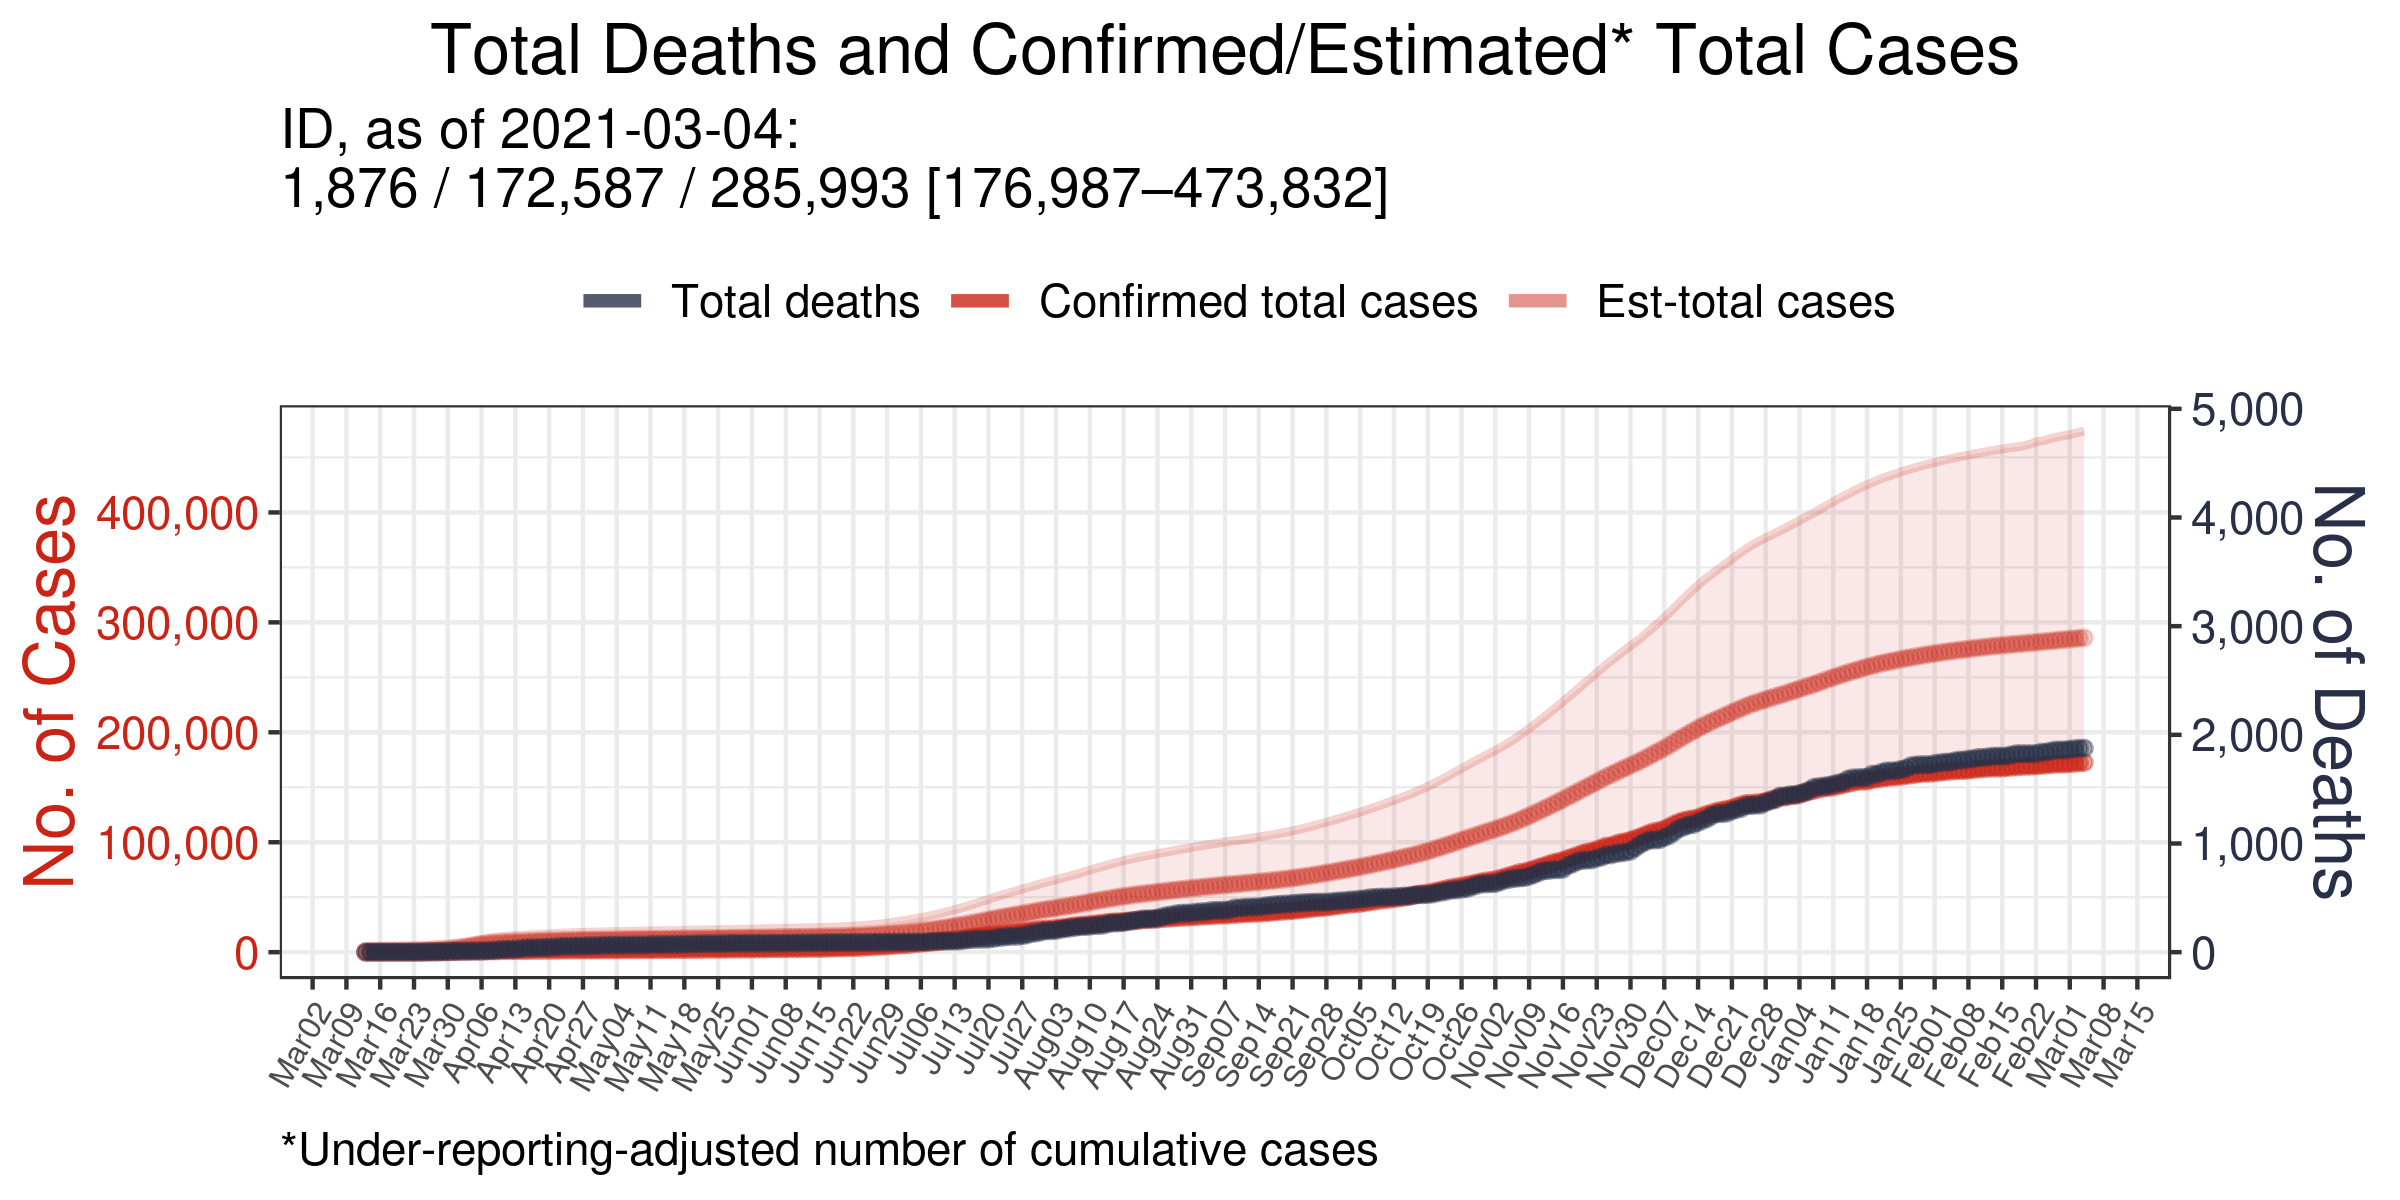 Total Deaths and Confirmed/Estimated* Total Cases
ID, as of 2021-03-04:
1,876 / 172,587 / 285,993 [176,987–473,832]
Total deaths
Confirmed total cases
Est-total cases
No. of Cases
400,000
300,000
200,000
100,000
0
5,000
4,000
3,000
2,000
1,000
0
No. of Deaths
Mar02
Mar09
Mar16
Mar23
Mar30
Apr06
Apr13
Apr20
Apr27
May04
May11
May18
May25
Jun01
Jun08
Jun15
Jun22
Jun29
Jul06
Jul13
Jul20
Jul27
Aug03
Aug10
Aug17
Aug24
Aug31
Sep07
Sep14
Sep21
Sep28
Oct05
Oct12
Oct19
Oct26
Nov02
Nov09
Nov16
Nov23
Nov30
Dec07
Dec14
Dec21
Dec28
Jan04
Jan11
Jan18
Jan25
Feb01
Feb08
Feb15
Feb22
Mar01
Mar08
Mar15
*Under-reporting-adjusted number of cumulative cases